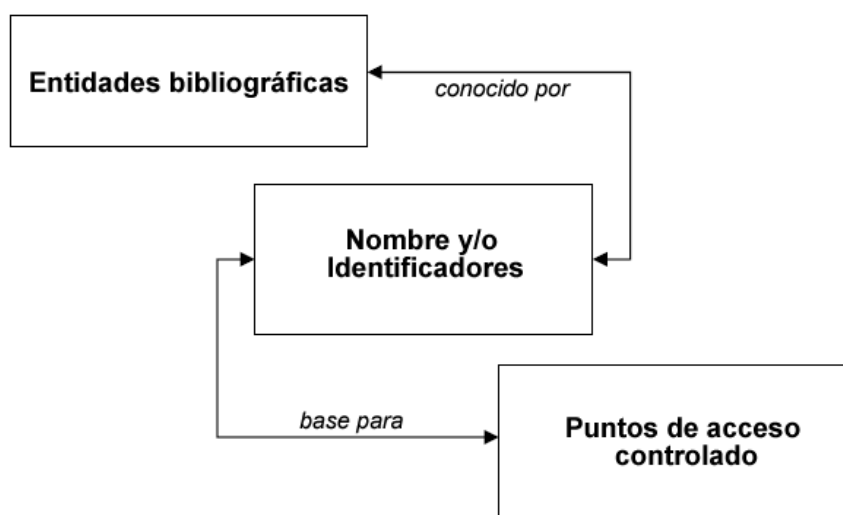 Entidades bibliográficas
conocido por
Nombre y/o
Identificadores
base para
Puntos de acceso
controlado